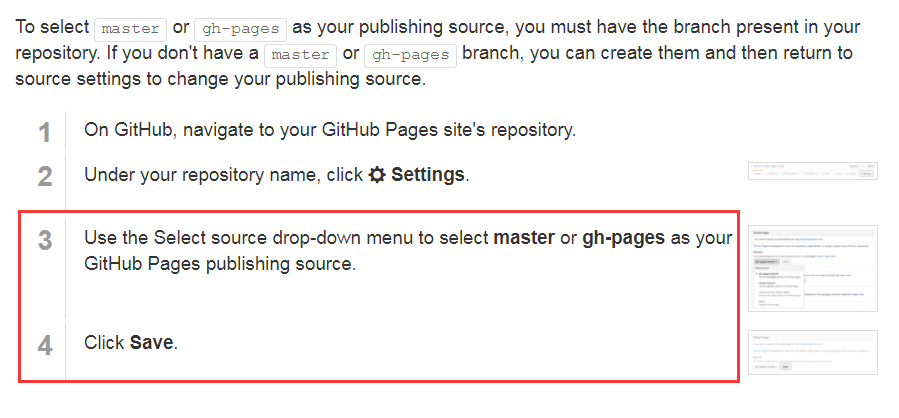 To select master or gh-pages as your publishing source, you must have the branch present in your
repository. If you don't have a master or gh-pages branch, you can create them and then return to
source settings to change your publishing source.
1 On GitHub, navigate to your GitHub Pages site's repository.
2 Under your repository name, click Settings.
3 Use the Select source drop-down menu to select master or gh-pages as your
GitHub Pages publishing source.
4 Click Save.